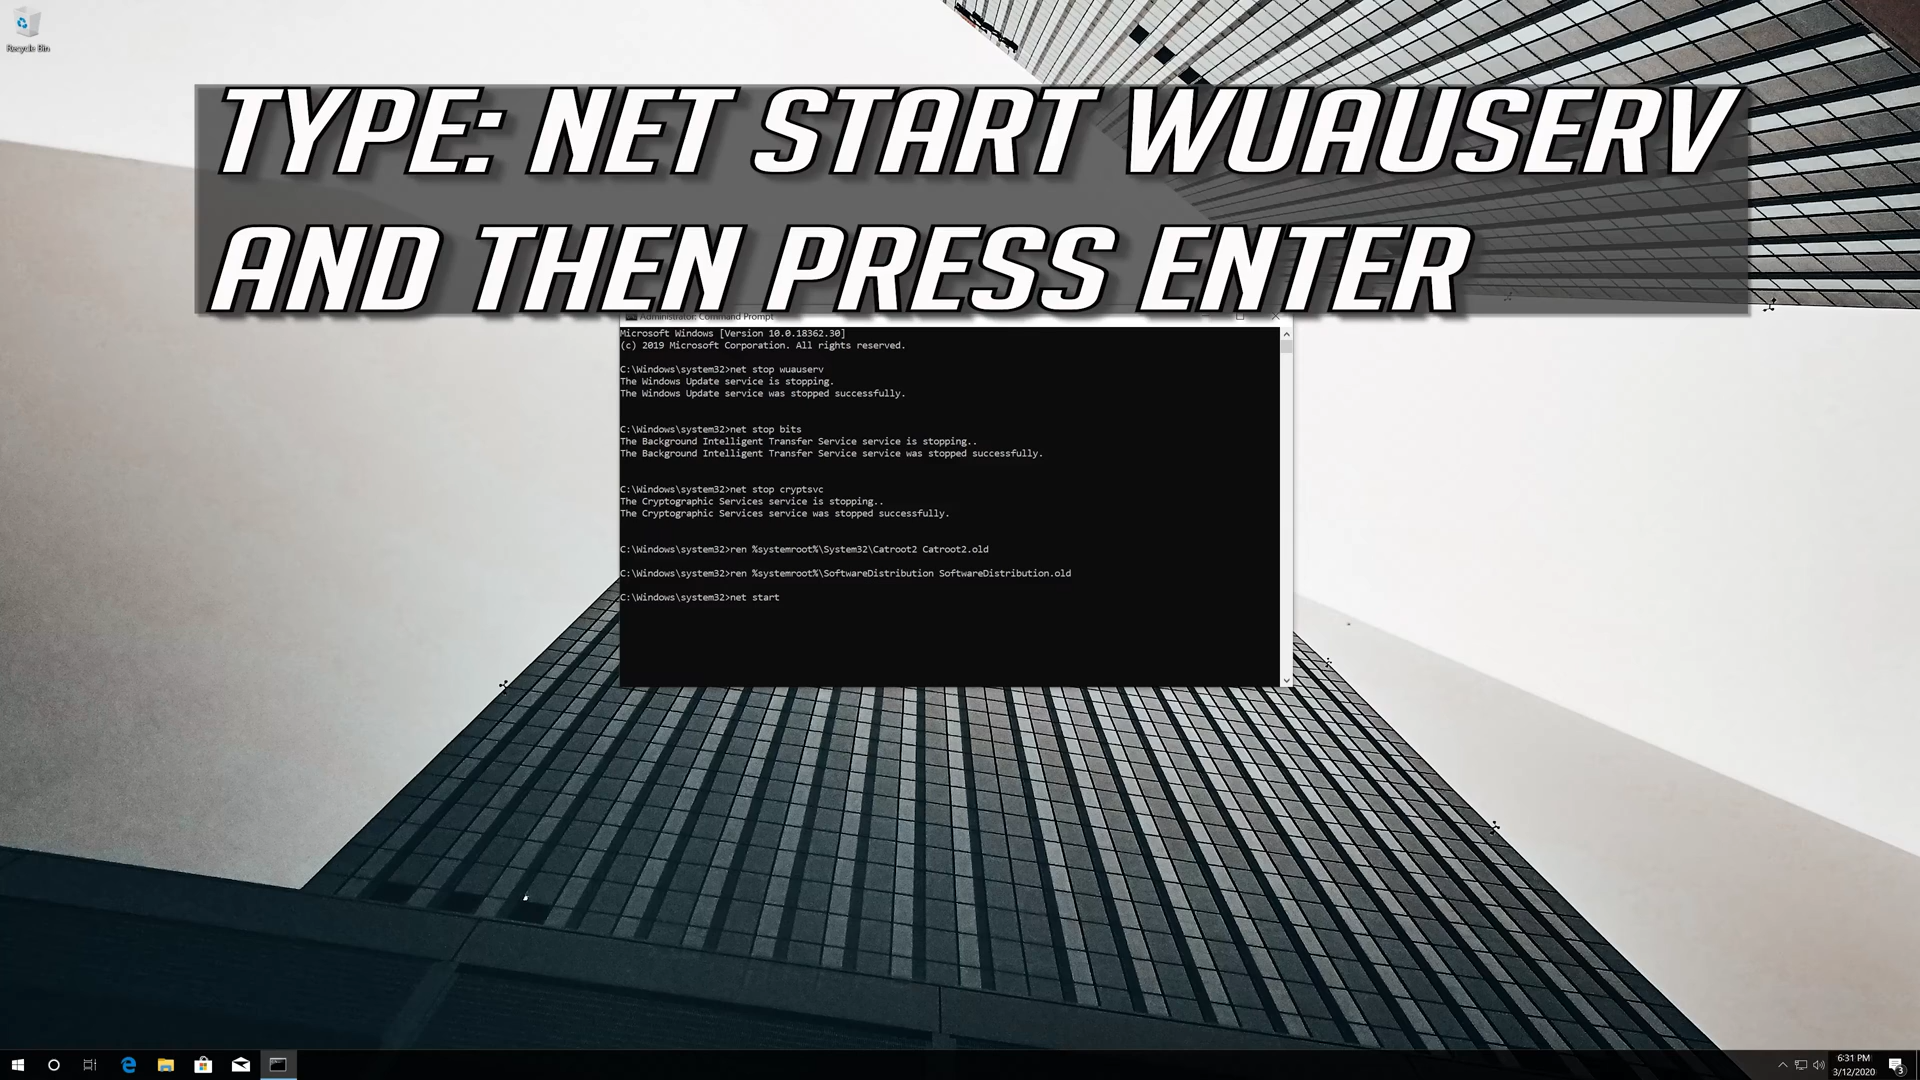 Recycle Bin
TYPE: NET START WUAUSERV
AND THEN PRESS ENTER
Administrator: Command Prompt
Microsoft Windows [Version 10.0.18362.30]
(c) 2019 Microsoft Corporation. All rights reserved.
C:\Windows\system32>net stop wuauserv
The Windows Update service is stopping.
The Windows Update service was stopped successfully.
C:\Windows\system32>net stop bits
The Background Intelligent Transfer Service service is stopping..
The Background Intelligent Transfer Service service was stopped successfully.
C:\Windows\system32>net stop cryptsvc
The Cryptographic Services service is stopping..
The Cryptographic Services service was stopped successfully.
C:\Windows\system32>ren %systemroot%\System32\Catroot2 Catroot2.old
C:\Windows\system32>ren %systemroot%\SoftwareDistribution SoftwareDistribution.old
C:\Windows\system32>net start
6:31 PM
3/12/2020
3